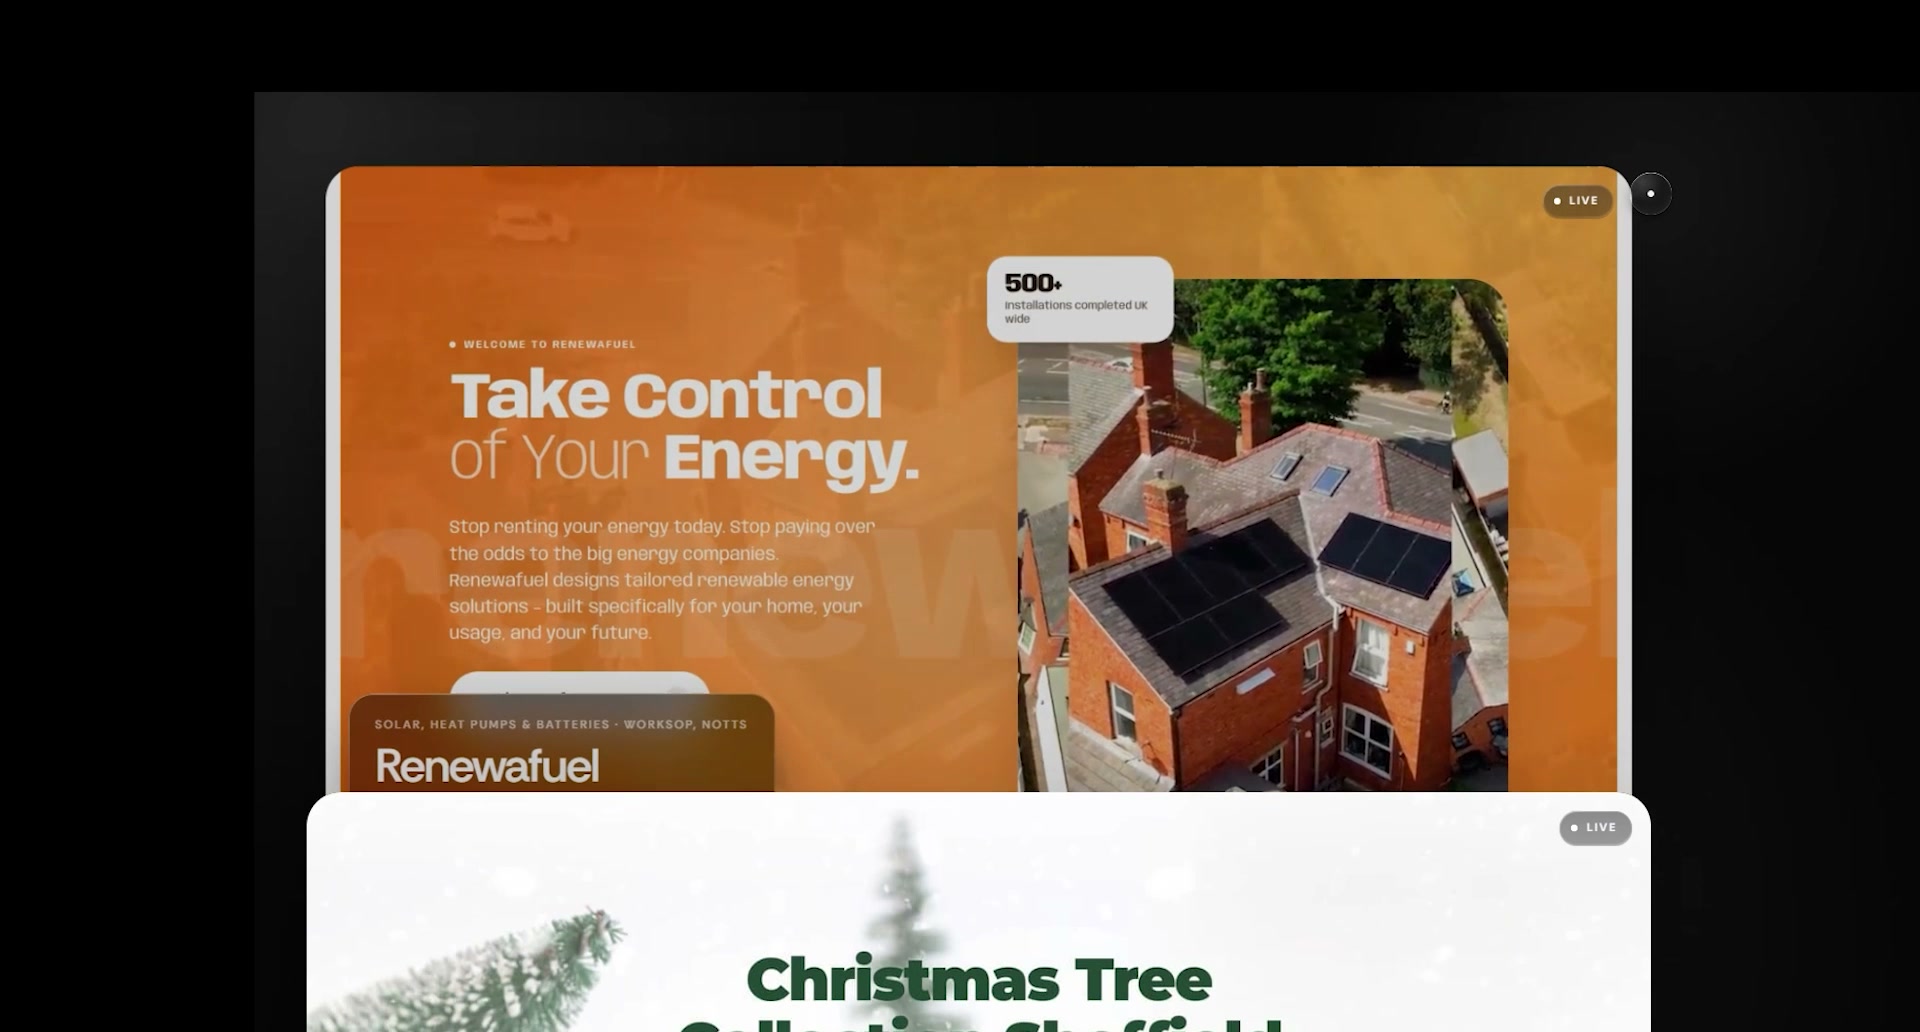 LIVE
500+
Installations completed UK
wide
WELCOME TO RENEWAFUEL
Take Control
of Your Energy.
Stop renting your energy today. Stop paying over
the odds to the big energy companies.
Renewafuel designs tailored renewable energy
solutions - built specifically for your home, your
usage, and your future.
SOLAR, HEAT PUMPS & BATTERIES · WORKSOP, NOTTS
Renewafuel
LIVE
Christmas Tree
Collection Sheffield